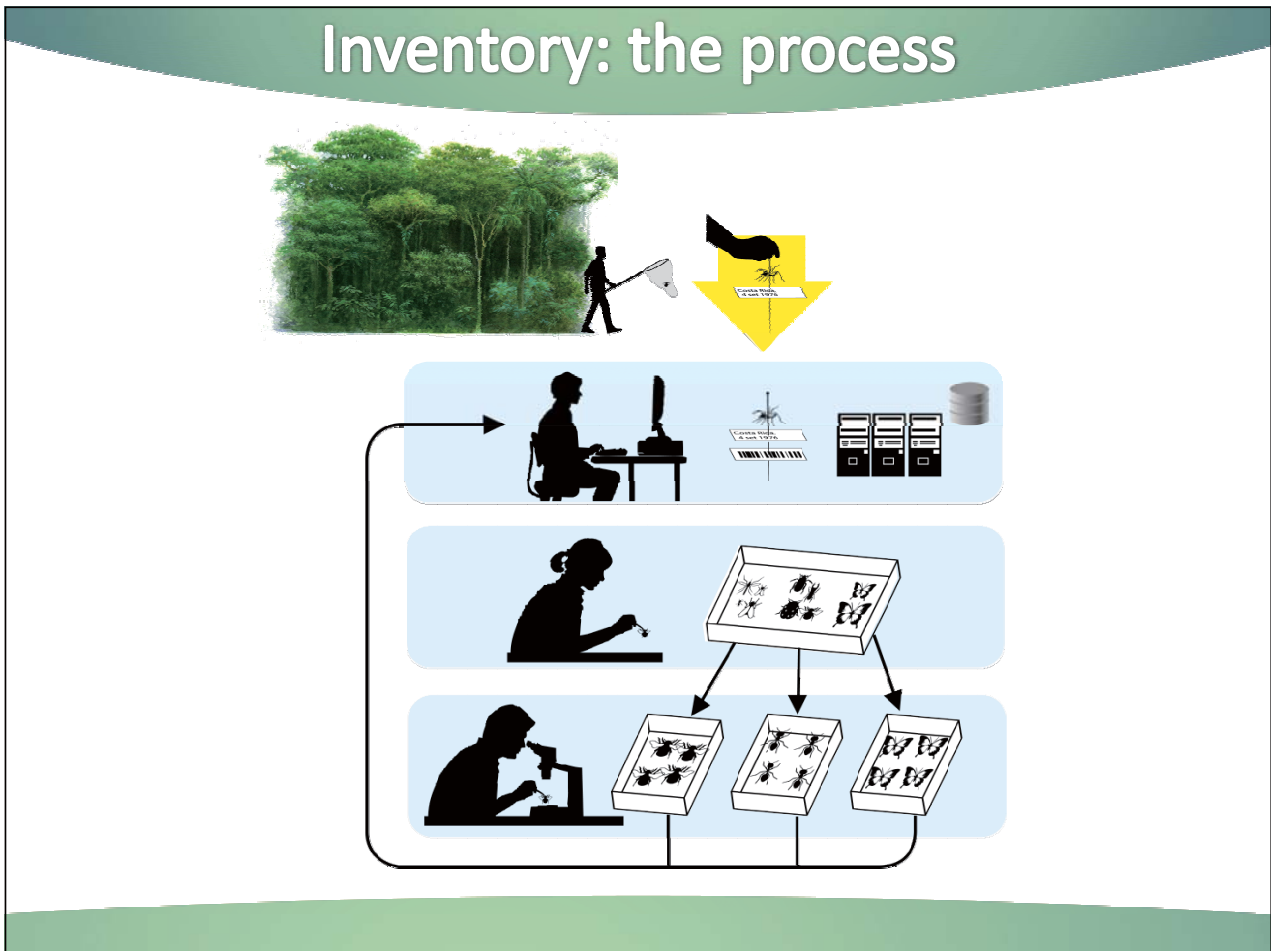 Inventory: the process
Costa Rica,
4 set 1976
Costa Rica,
4 set 1976